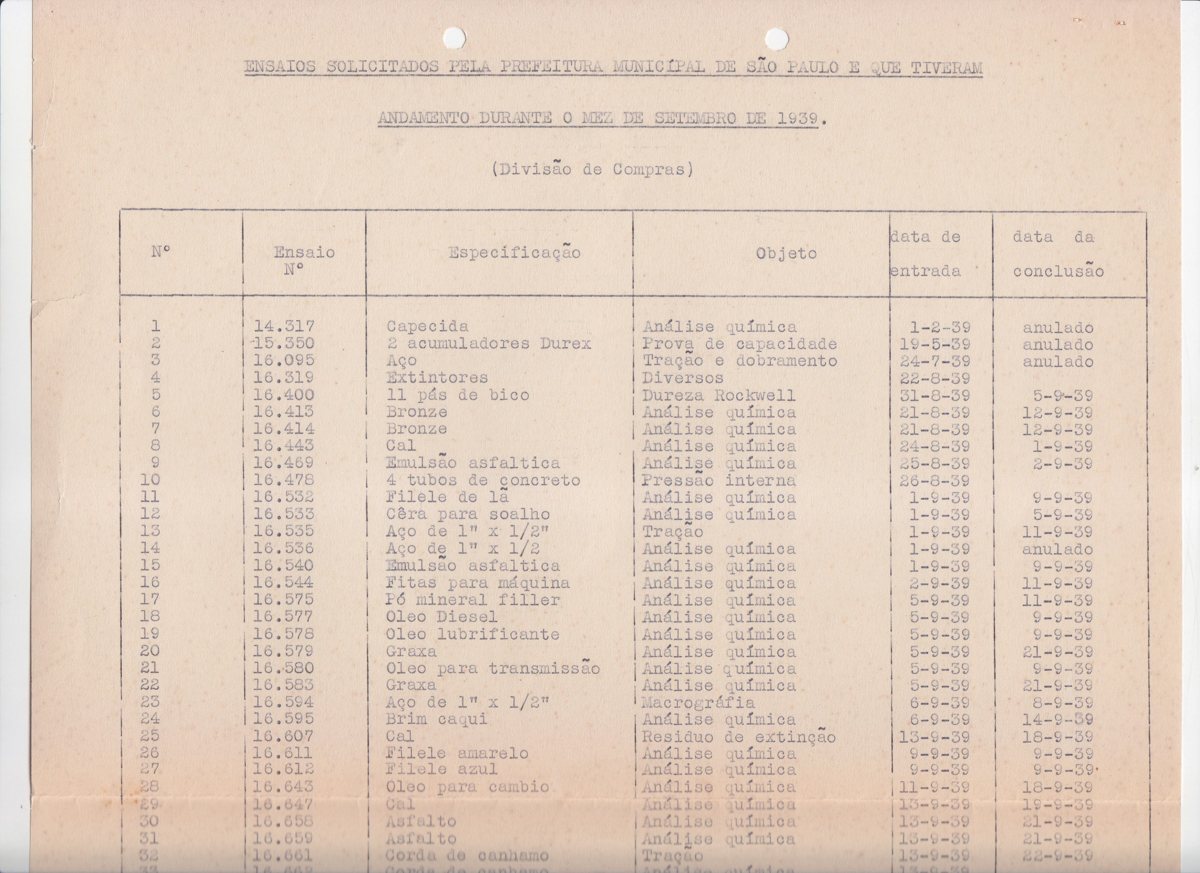 ENSAIOS SOLICITADOS PELA PREFEITURA MUNICÍPAL DE SÃO PAULO E QUE TIVERAM
ANDAMENTO DURANTE O MEZ DE SETEMBRO DE 1939.
(Divisão de Compras)
Nº Ensaio Nº Especificação Objeto data de entrada data da conclusão
1 14.317 Capecida Análise química 1-2-39 anulado
2 15.350 2 acumuladores Durex Prova de capacidade 19-5-39 anulado
3 16.095 Aço Tração e dobramento 24-7-39 anulado
4 16.319 Extintores Diversos 22-8-39
5 16.400 11 pás de bico Dureza Rockwell 31-8-39 5-9-39
6 16.413 Bronze Análise química 21-8-39 12-9-39
7 16.414 Bronze Análise química 21-8-39 12-9-39
8 16.443 Cal Análise química 24-8-39 1-9-39
9 16.469 Emulsão asfaltica Análise química 25-8-39 2-9-39
10 16.478 4 tubos de concreto Pressão interna 26-8-39
11 16.532 Filele de lã Análise química 1-9-39 9-9-39
12 16.533 Cêra para soalho Análise química 1-9-39 5-9-39
13 16.535 Aço de 1" x 1/2" Tração 1-9-39 11-9-39
14 16.536 Aço de 1" x 1/2 Análise química 1-9-39 anulado
15 16.540 Emulsão asfaltica Análise química 1-9-39 9-9-39
16 16.544 Fitas para máquina Análise química 2-9-39 11-9-39
17 16.575 Pó mineral filler Análise química 5-9-39 11-9-39
18 16.577 Oleo Diesel Análise química 5-9-39 9-9-39
19 16.578 Oleo lubrificante Análise química 5-9-39 9-9-39
20 16.579 Graxa Análise química 5-9-39 21-9-39
21 16.580 Oleo para transmissão Análise química 5-9-39 9-9-39
22 16.583 Graxa Análise química 5-9-39 21-9-39
23 16.594 Aço de 1" x 1/2" Macrográfia 6-9-39 8-9-39
24 16.595 Brim caqui Análise química 6-9-39 14-9-39
25 16.607 Cal Residuo de extinção 13-9-39 18-9-39
26 16.611 Filele amarelo Análise química 9-9-39 9-9-39
27 16.612 Filele azul Análise química 9-9-39 9-9-39
28 16.643 Oleo para cambio Análise química 11-9-39 18-9-39
29 16.647 Cal Análise química 13-9-39 19-9-39
30 16.658 Asfalto Análise química 13-9-39 21-9-39
31 16.659 Asfalto Análise química 13-9-39 21-9-39
32 16.661 Corda de canhamo Tração 13-9-39 22-9-39
33 16.662 Corda de canhamo Análise química